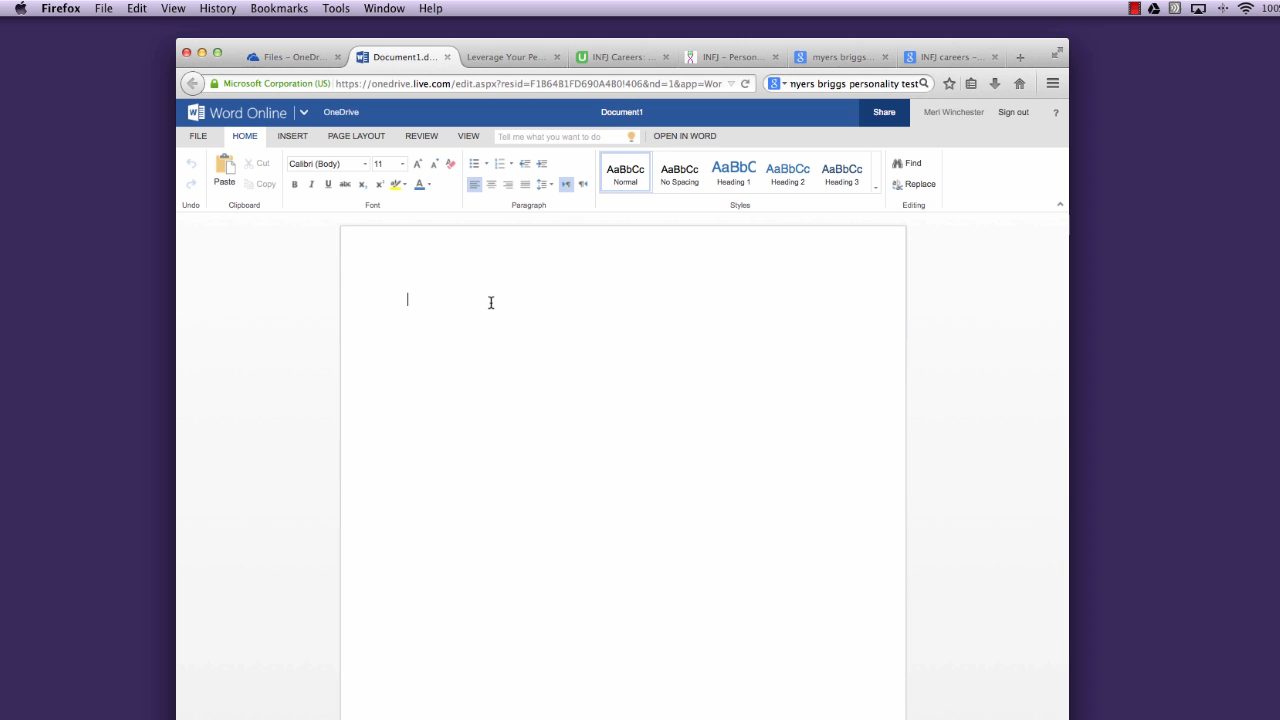 Firefox File Edit View History Bookmarks Tools Window Help 100
Files – OneDr... Document1.d... Leverage Your Pe... INFJ Careers: ... INFJ – Person... myers briggs... INFJ careers –...
Microsoft Corporation (US) https://onedrive.live.com/edit.aspx?resid=F1B6481FD690A4B0!406&nd=1&app=Wor myers briggs personality test
Word Online OneDrive Document1 Share Meri Winchester Sign out ?
FILE HOME INSERT PAGE LAYOUT REVIEW VIEW Tell me what you want to do OPEN IN WORD
Paste Cut Copy
Calibri (Body) 11
B I U abc x₂ x² A
AaBbCc AaBbCc AaBbC AaBbCc AaBbCc
Normal No Spacing Heading 1 Heading 2 Heading 3
Find
Replace
Undo Clipboard Font Paragraph Styles Editing